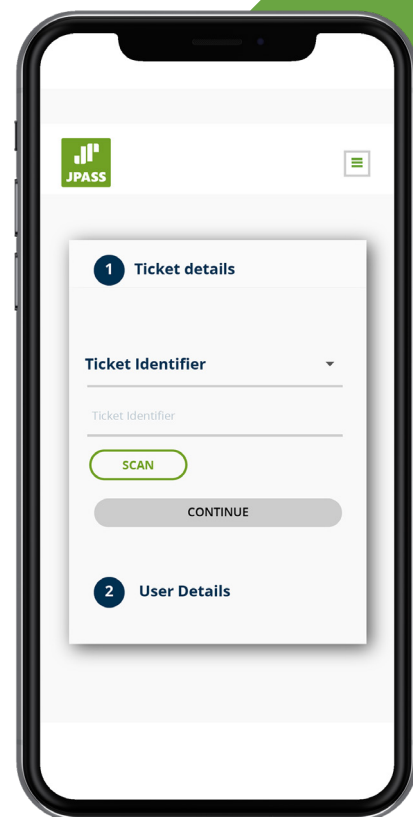 JPASS
1 Ticket details
Ticket Identifier
Ticket Identifier
SCAN
CONTINUE
2 User Details